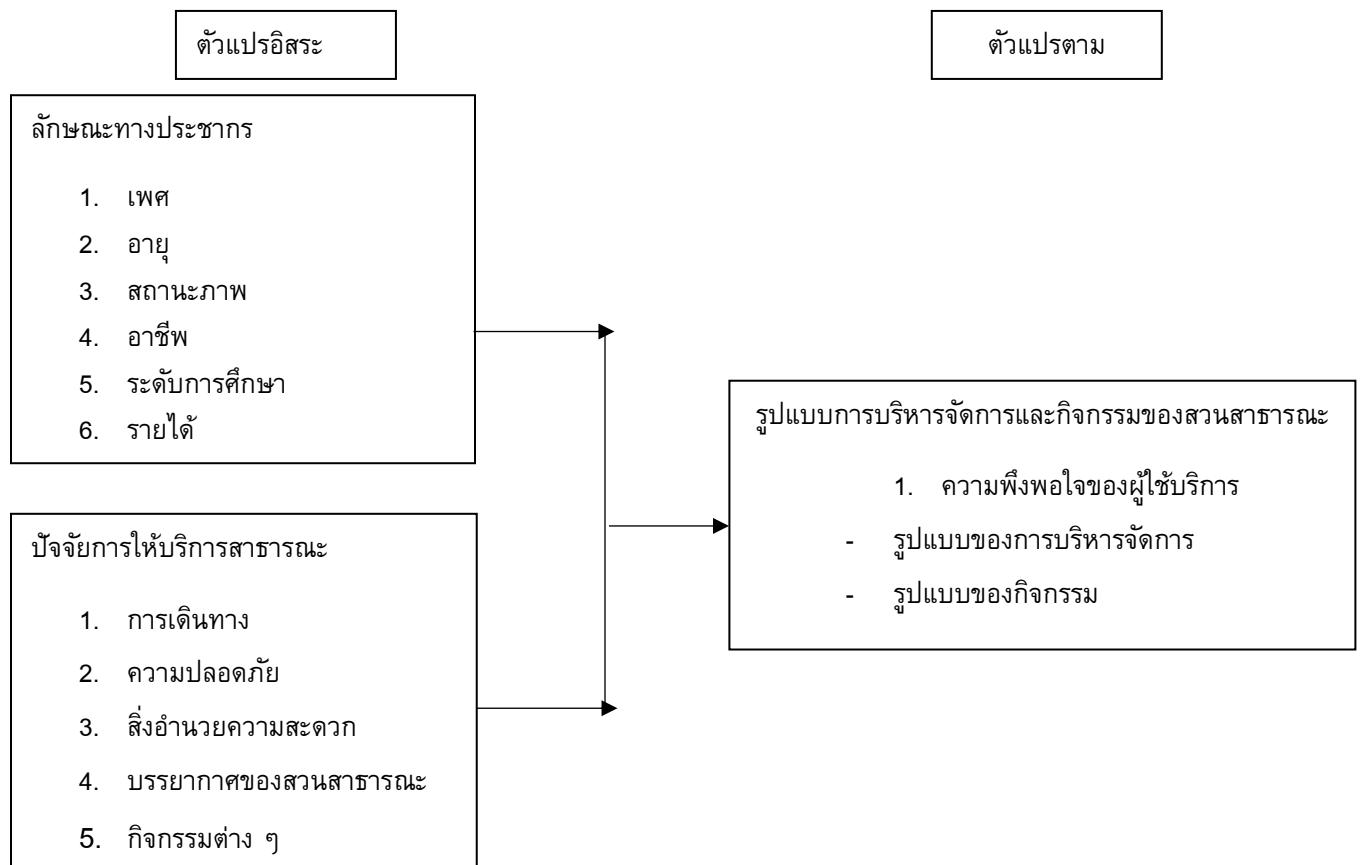 ตัวแปรอิสระ
ตัวแปรตาม
ลักษณะทางประชากร
1. เพศ
2. อายุ
3. สถานะภาพ
4. อาชีพ
5. ระดับการศึกษา
6. รายได้
ปัจจัยการให้บริการสาธารณะ
1. การเดินทาง
2. ความปลอดภัย
3. สิ่งอำนวยความสะดวก
4. บรรยากาศของสวนสาธารณะ
5. กิจกรรมต่าง ๆ
รูปแบบการบริหารจัดการและกิจกรรมของสวนสาธารณะ
1. ความพึงพอใจของผู้ใช้บริการ
- รูปแบบของการบริหารจัดการ
- รูปแบบของกิจกรรม